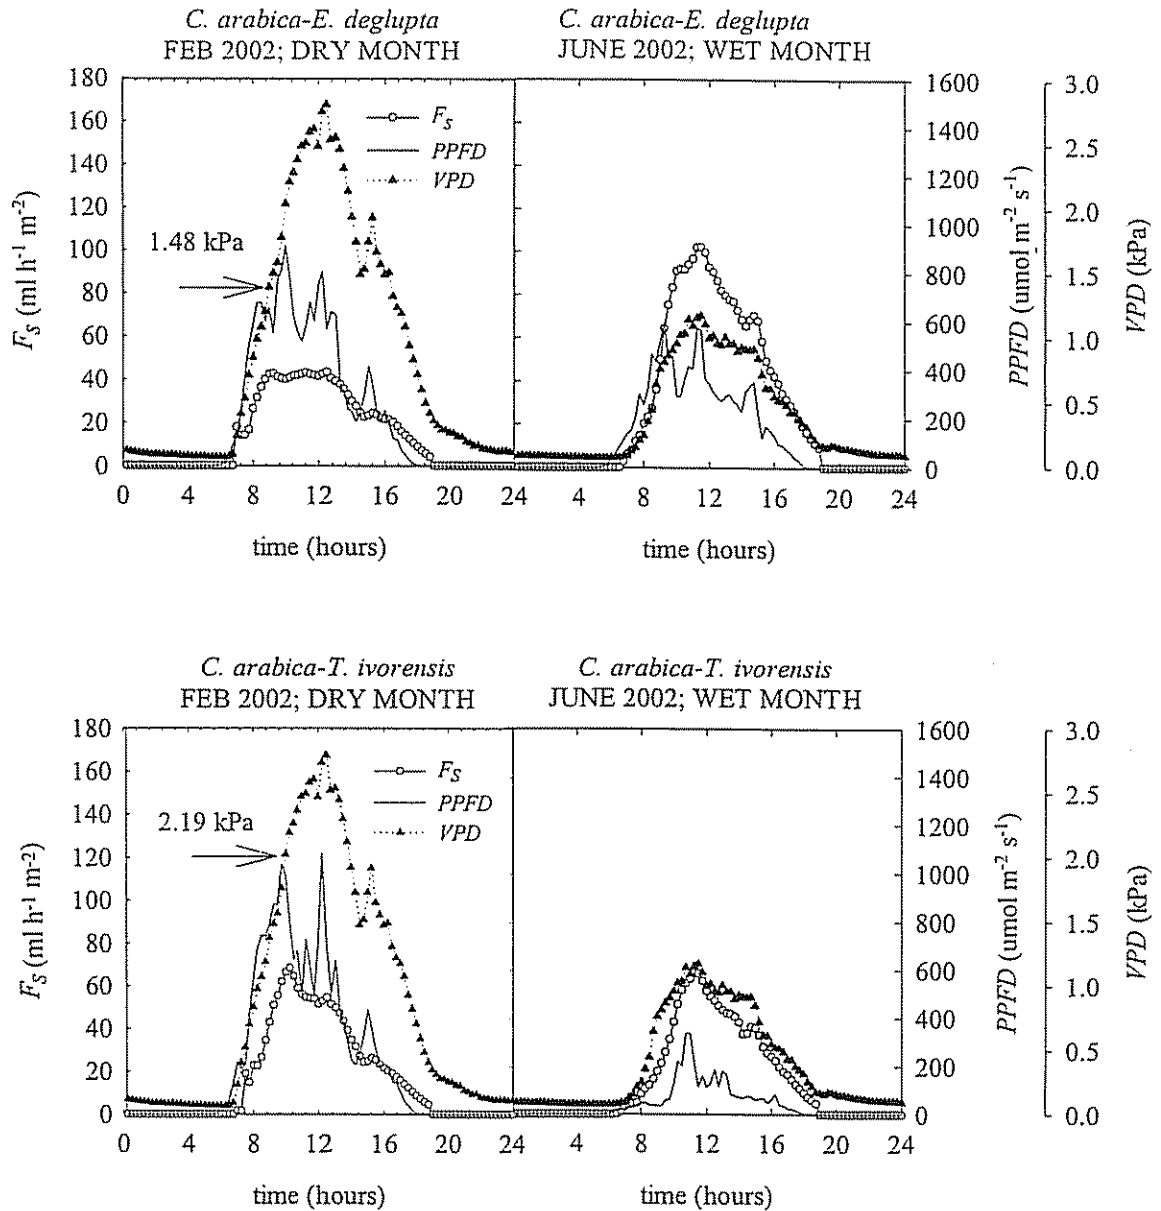 C. arabica-E. deglupta
FEB 2002; DRY MONTH
C. arabica-E. deglupta
JUNE 2002; WET MONTH
180
160
140
120
100
80
60
40
20
0
F_S (ml h⁻¹ m⁻²)
1.48 kPa
F_S
PPFD
VPD
1600
1400
1200
1000
800
600
400
200
0
PPFD (umol m⁻² s⁻¹)
3.0
2.5
2.0
1.5
1.0
0.5
0.0
VPD (kPa)
0 4 8 12 16 20 24 4 8 12 16 20 24
time (hours)
time (hours)
C. arabica-T. ivorensis
FEB 2002; DRY MONTH
C. arabica-T. ivorensis
JUNE 2002; WET MONTH
180
160
140
120
100
80
60
40
20
0
F_S (ml h⁻¹ m⁻²)
2.19 kPa
F_S
PPFD
VPD
1600
1400
1200
1000
800
600
400
200
0
PPFD (umol m⁻² s⁻¹)
3.0
2.5
2.0
1.5
1.0
0.5
0.0
VPD (kPa)
0 4 8 12 16 20 24 4 8 12 16 20 24
time (hours)
time (hours)